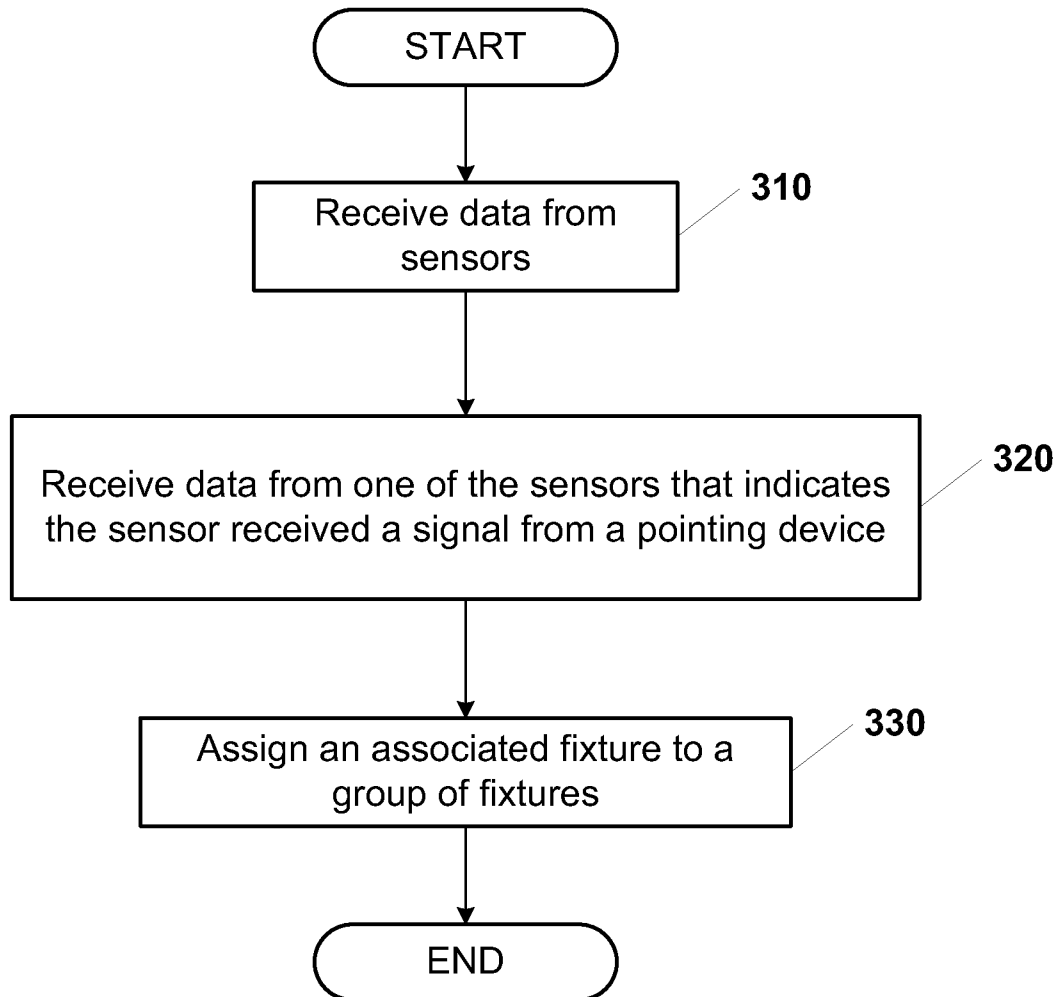 START
310
Receive data from
sensors
320
Receive data from one of the sensors that indicates
the sensor received a signal from a pointing device
330
Assign an associated fixture to a
group of fixtures
END